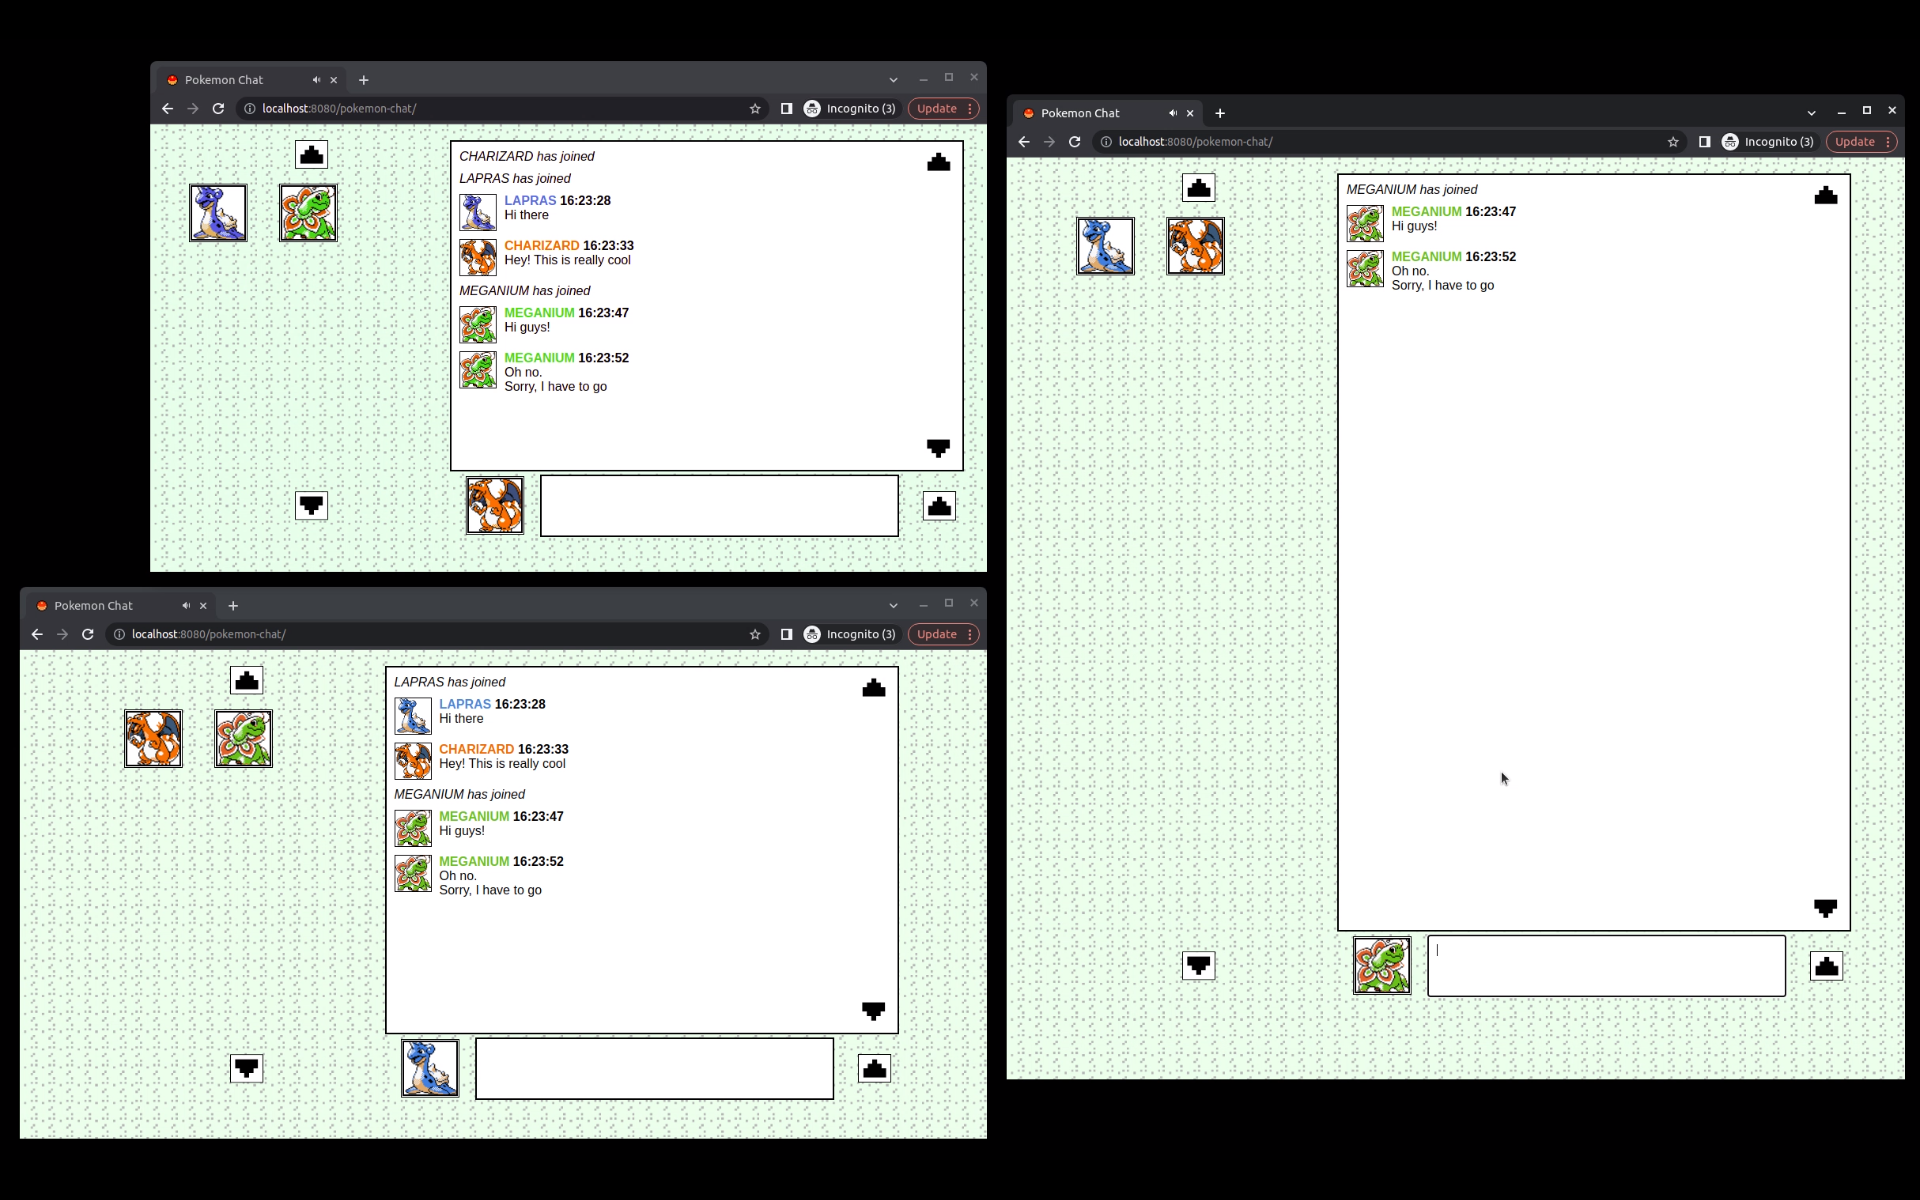 Pokemon Chat
localhost:8080/pokemon-chat/
Incognito (3)
Update
CHARIZARD has joined
LAPRAS has joined
LAPRAS 16:23:28
Hi there
CHARIZARD 16:23:33
Hey! This is really cool
MEGANIUM has joined
MEGANIUM 16:23:47
Hi guys!
MEGANIUM 16:23:52
Oh no.
Sorry, I have to go
Pokemon Chat
localhost:8080/pokemon-chat/
Incognito (3)
Update
LAPRAS has joined
LAPRAS 16:23:28
Hi there
CHARIZARD 16:23:33
Hey! This is really cool
MEGANIUM has joined
MEGANIUM 16:23:47
Hi guys!
MEGANIUM 16:23:52
Oh no.
Sorry, I have to go
Pokemon Chat
localhost:8080/pokemon-chat/
Incognito (3)
Update
MEGANIUM has joined
MEGANIUM 16:23:47
Hi guys!
MEGANIUM 16:23:52
Oh no.
Sorry, I have to go